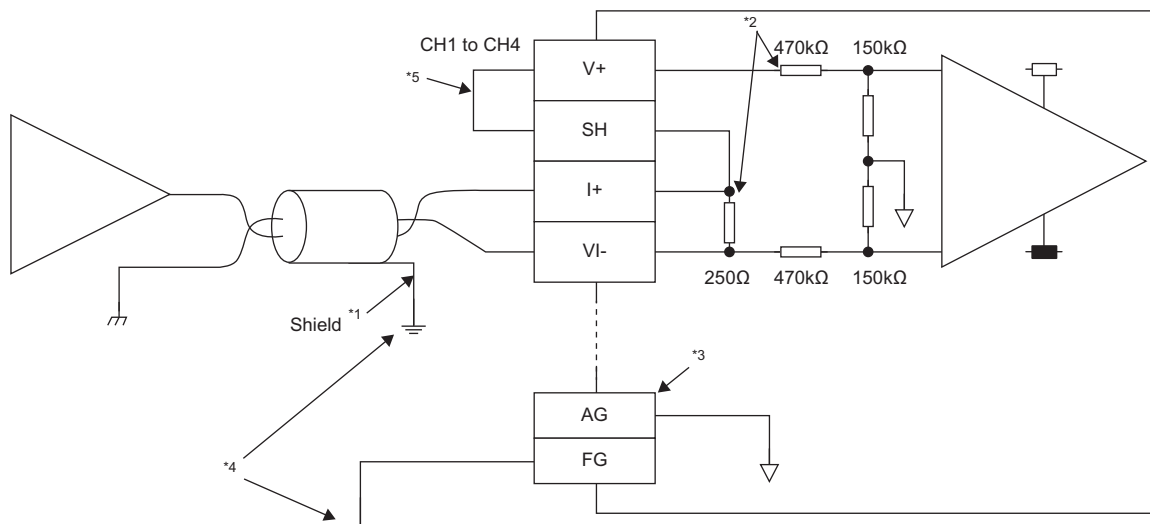 *2
470kΩ
150kΩ
CH1 to CH4
*5
V+
SH
I+
VI-
250Ω
470kΩ
150kΩ
Shield *1
*3
AG
*4
FG